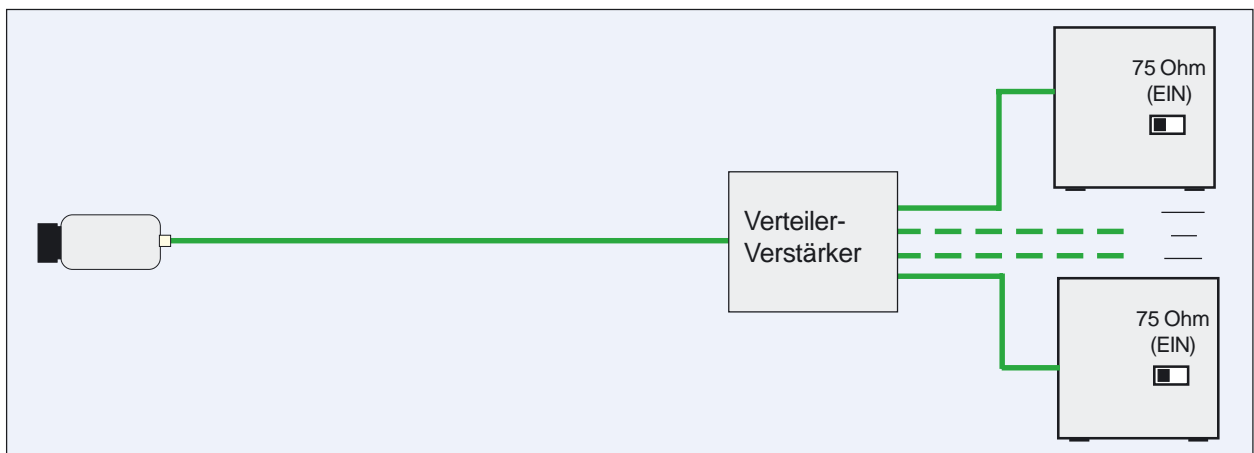 75 Ohm
(EIN)
Verteiler-
Verstärker
75 Ohm
(EIN)